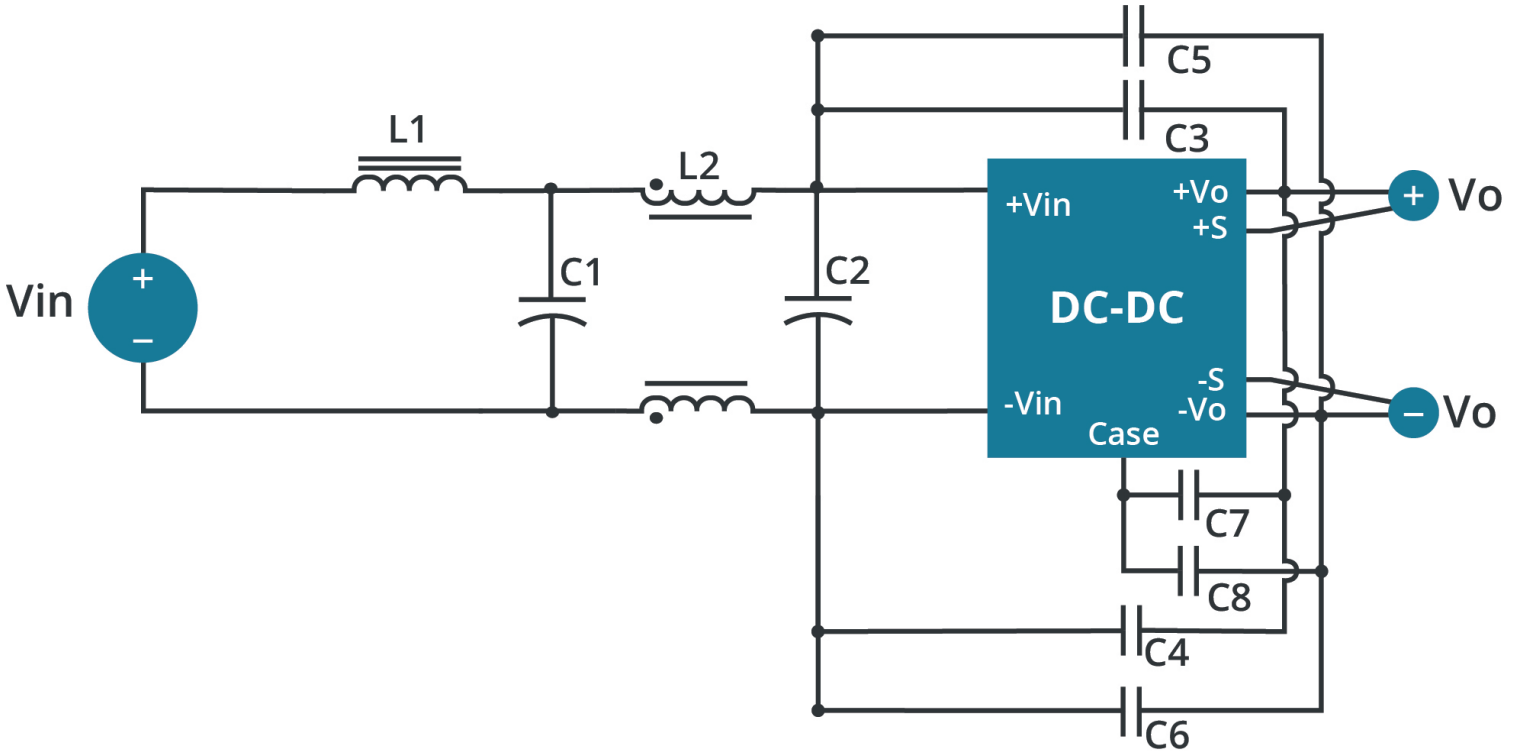 C5
C3
L1
L2
+Vin
+Vo
+S
+
Vo
Vin
+
−
C1
C2
DC-DC
-S
-Vin
-Vo
−
Vo
Case
C7
C8
C4
C6